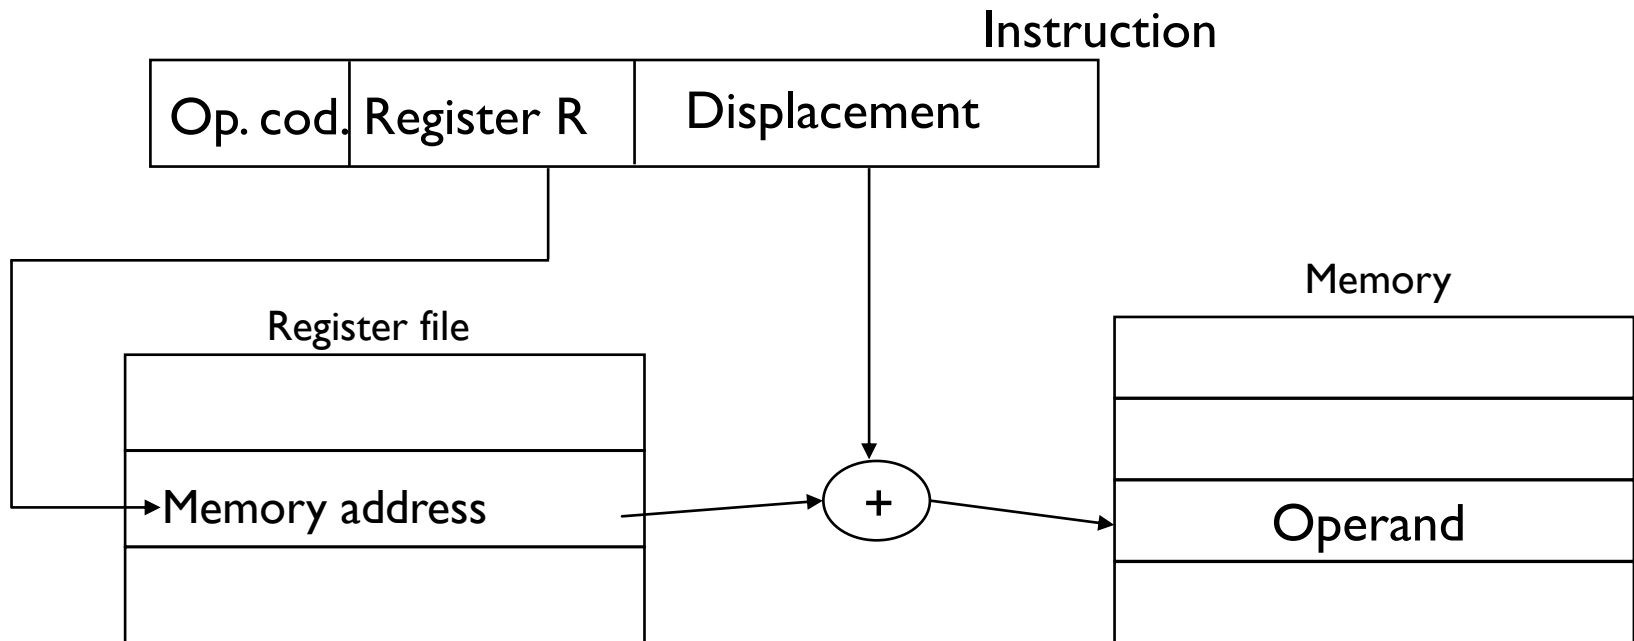 Instruction
Op. cod. Register R Displacement
Memory
Register file
Memory address
+
Operand